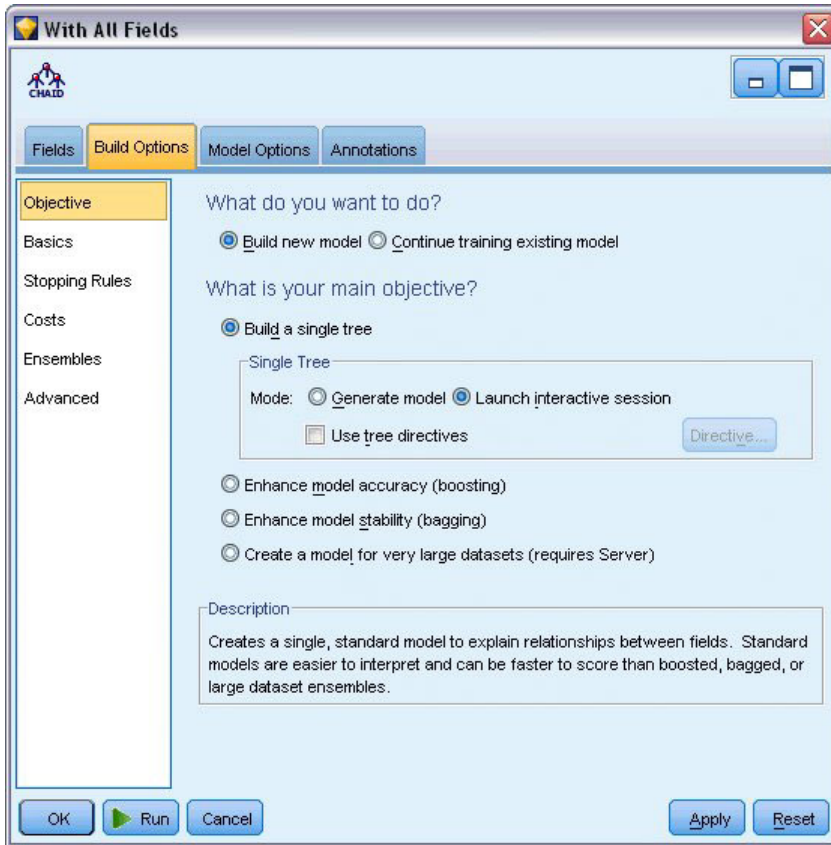 With All Fields
CHAID
Fields Build Options Model Options Annotations
Objective
Basics
Stopping Rules
Costs
Ensembles
Advanced
What do you want to do?
Build new model Continue training existing model
What is your main objective?
Build a single tree
Single Tree
Mode: Generate model Launch interactive session
Use tree directives Directive...
Enhance model accuracy (boosting)
Enhance model stability (bagging)
Create a model for very large datasets (requires Server)
Description
Creates a single, standard model to explain relationships between fields. Standard
models are easier to interpret and can be faster to score than boosted, bagged, or
large dataset ensembles.
OK Run Cancel Apply Reset